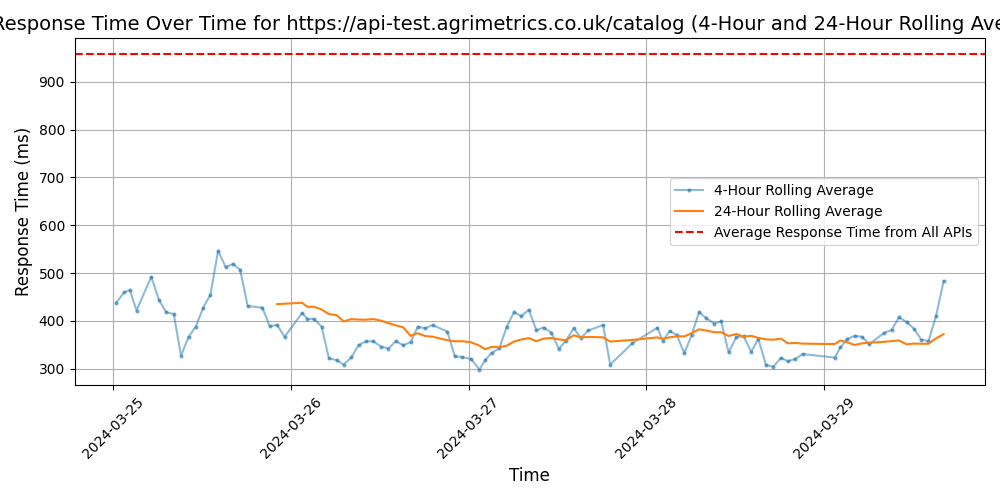 Response Time Over Time for https://api-test.agrimetrics.co.uk/catalog (4-Hour and 24-Hour Rolling Ave
Response Time (ms)
900
800
700
600
500
400
300
4-Hour Rolling Average
24-Hour Rolling Average
Average Response Time from All APIs
2024-03-25
2024-03-26
2024-03-27
2024-03-28
2024-03-29
Time